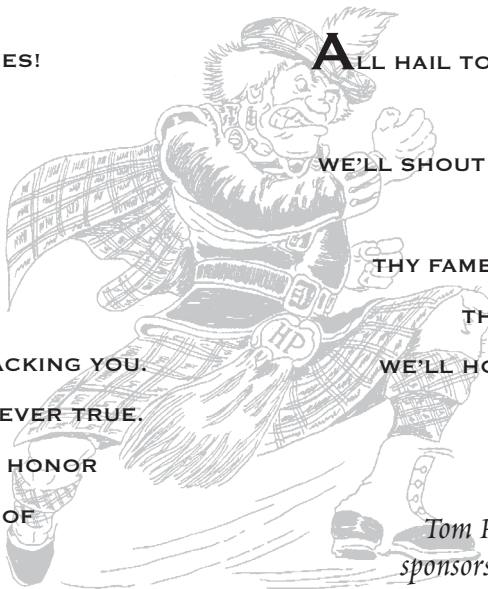 ES!
ACKING YOU.
EVER TRUE.
HONOR
OF
ALL HAIL TO
WE'LL SHOUT
THY FAME
TH
WE'LL HO
HP
Tom
sponsors